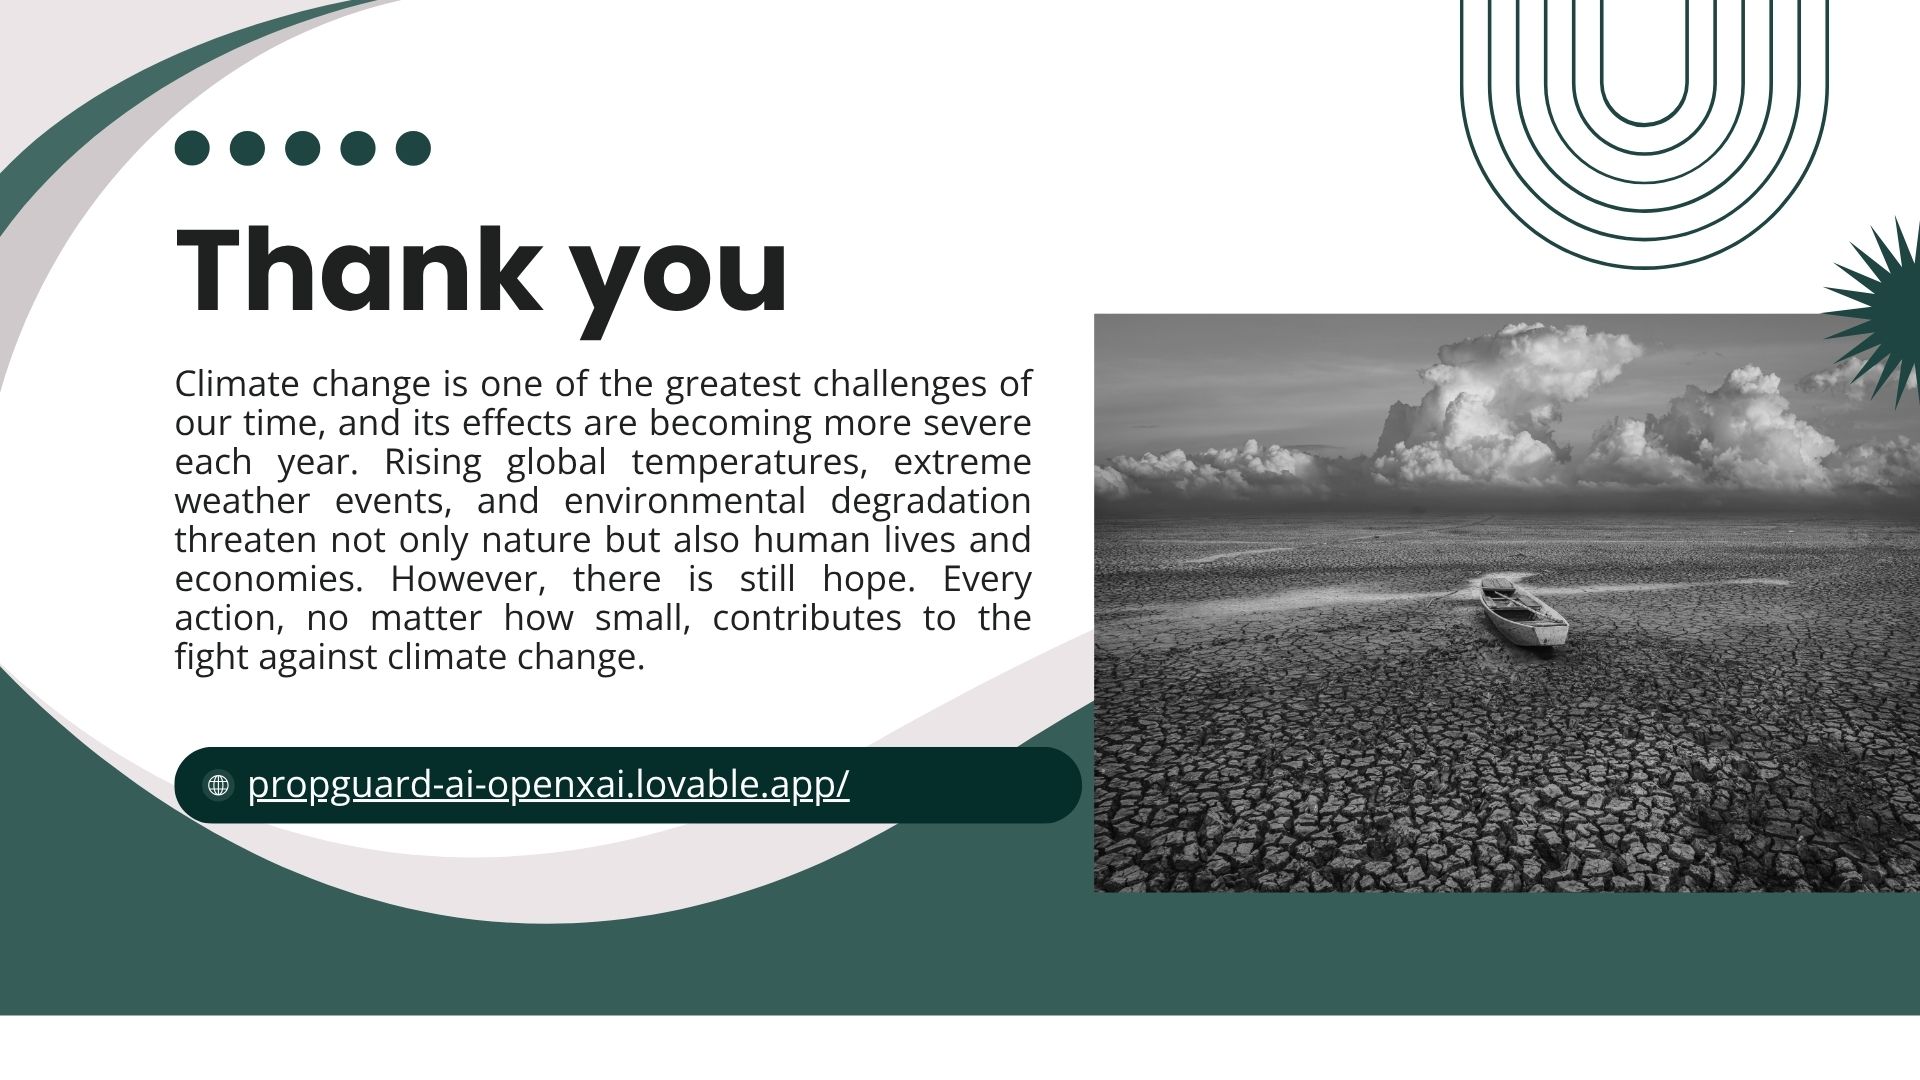 Thank you
Climate change is one of the greatest challenges of
our time, and its effects are becoming more severe
each year. Rising global temperatures, extreme
weather events, and environmental degradation
threaten not only nature but also human lives and
economies. However, there is still hope. Every
action, no matter how small, contributes to the
fight against climate change.
propguard-ai-openxai.lovable.app/